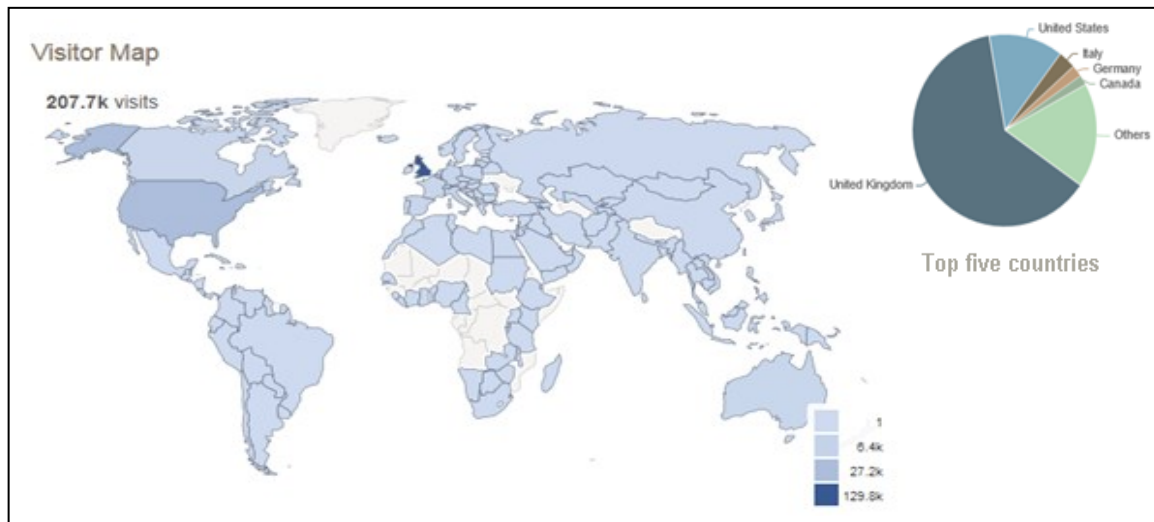 Visitor Map
207.7k visits
United States
Italy
Germany
Canada
Others
United Kingdom
Top five countries
1
6.4k
27.2k
129.8k